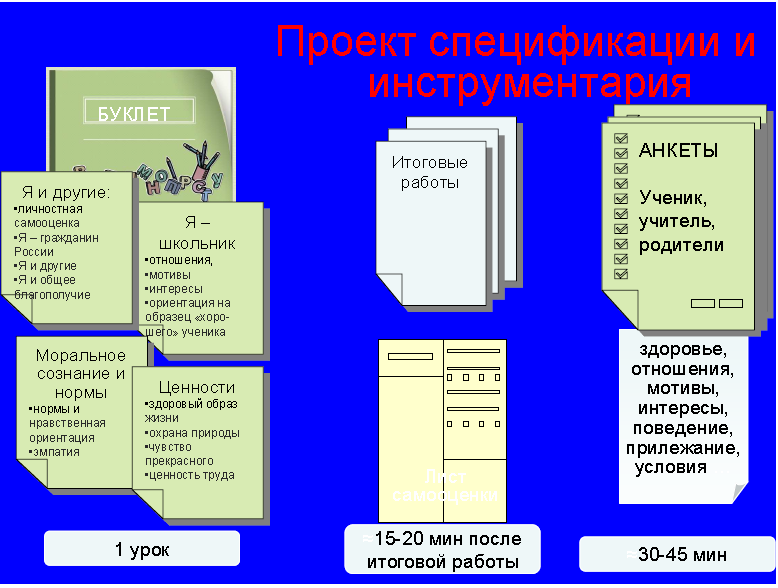 Проект спецификации и
инструментария
БУКЛЕТ
Я и другие:
•личностная
самооценка
•Я – гражданин
России
•Я и другие
•Я и общее
благополучие
Я –
школьник
•отношения,
•мотивы
•интересы
•ориентация на
образец «хоро-
шего» ученика
Моральное
сознание и
нормы
•нормы и
нравственная
ориентация
•эмпатия
Ценности
•здоровый образ
жизни
•охрана природы
•чувство
прекрасного
•ценность труда
1 урок
Итоговые
работы
Лист
самооценки
≈15-20 мин после
итоговой работы
АНКЕТЫ
Ученик,
учитель,
родители
здоровье,
отношения,
мотивы,
интересы,
поведение,
прилежание,
условия
≈30-45 мин